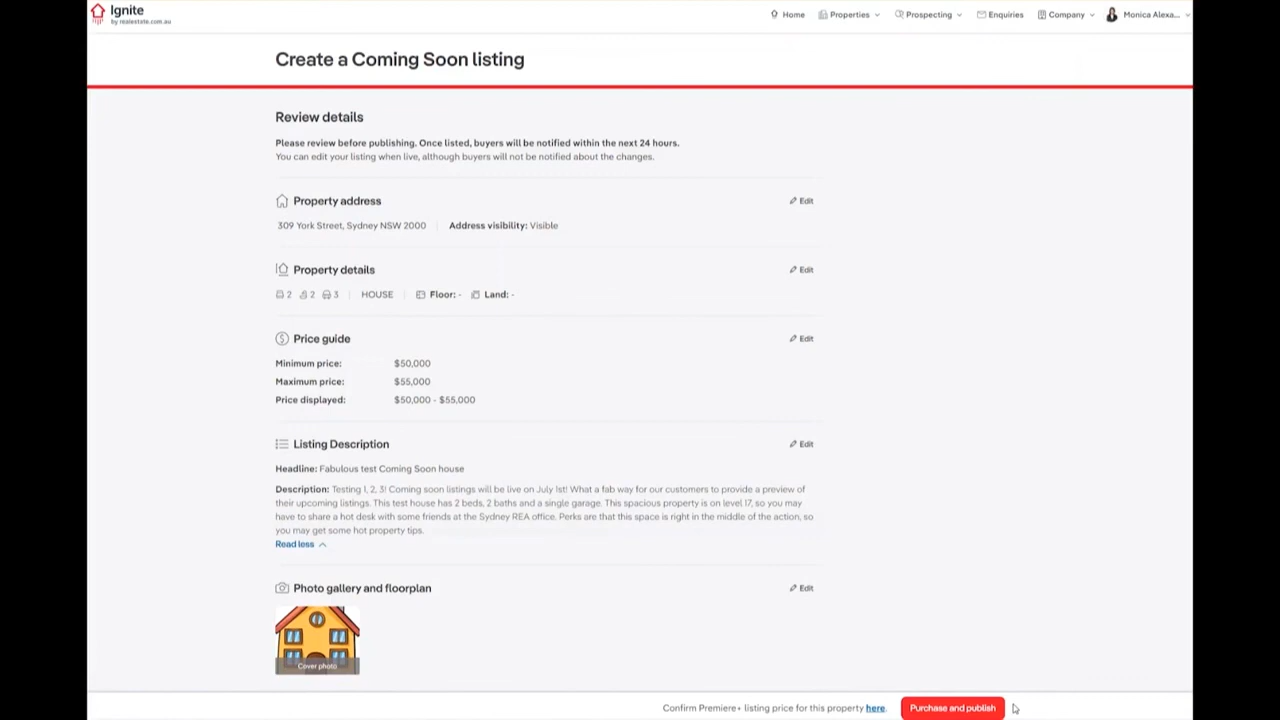 Ignite
by realestate.com.au
Home Properties Prospecting Enquiries Company Monica Alexa...
Create a Coming Soon listing
Review details
Please review before publishing. Once listed, buyers will be notified within the next 24 hours.
You can edit your listing when live, although buyers will not be notified about the changes.
Property address Edit
309 York Street, Sydney NSW 2000 Address visibility: Visible
Property details Edit
2 2 3 HOUSE Floor: - Land: -
Price guide Edit
Minimum price: $50,000
Maximum price: $55,000
Price displayed: $50,000 - $55,000
Listing Description Edit
Headline: Fabulous test Coming Soon house
Description: Testing 1, 2, 3! Coming soon listings will be live on July 1st! What a fab way for our customers to provide a preview of
their upcoming listings. This test house has 2 beds, 2 baths and a single garage. This spacious property is on level 17, so you may
have to share a hot desk with some friends at the Sydney REA office. Perks are that this space is right in the middle of the action, so
you may get some hot property tips.
Read less
Photo gallery and floorplan Edit
Cover photo
Confirm Premiere+ listing price for this property here. Purchase and publish